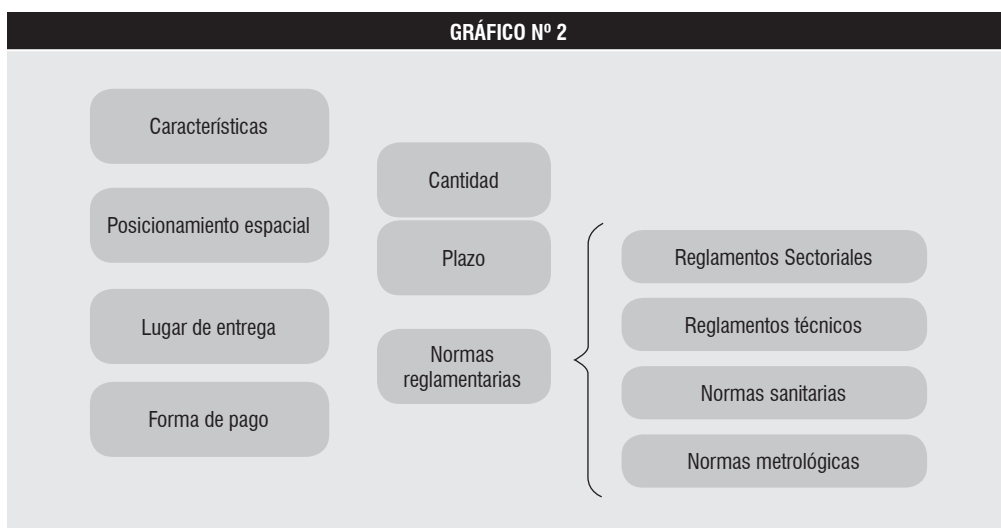 GRÁFICO Nº 2
Características
Posicionamiento espacial
Lugar de entrega
Forma de pago
Cantidad
Plazo
Normas
reglamentarias
Reglamentos Sectoriales
Reglamentos técnicos
Normas sanitarias
Normas metrológicas